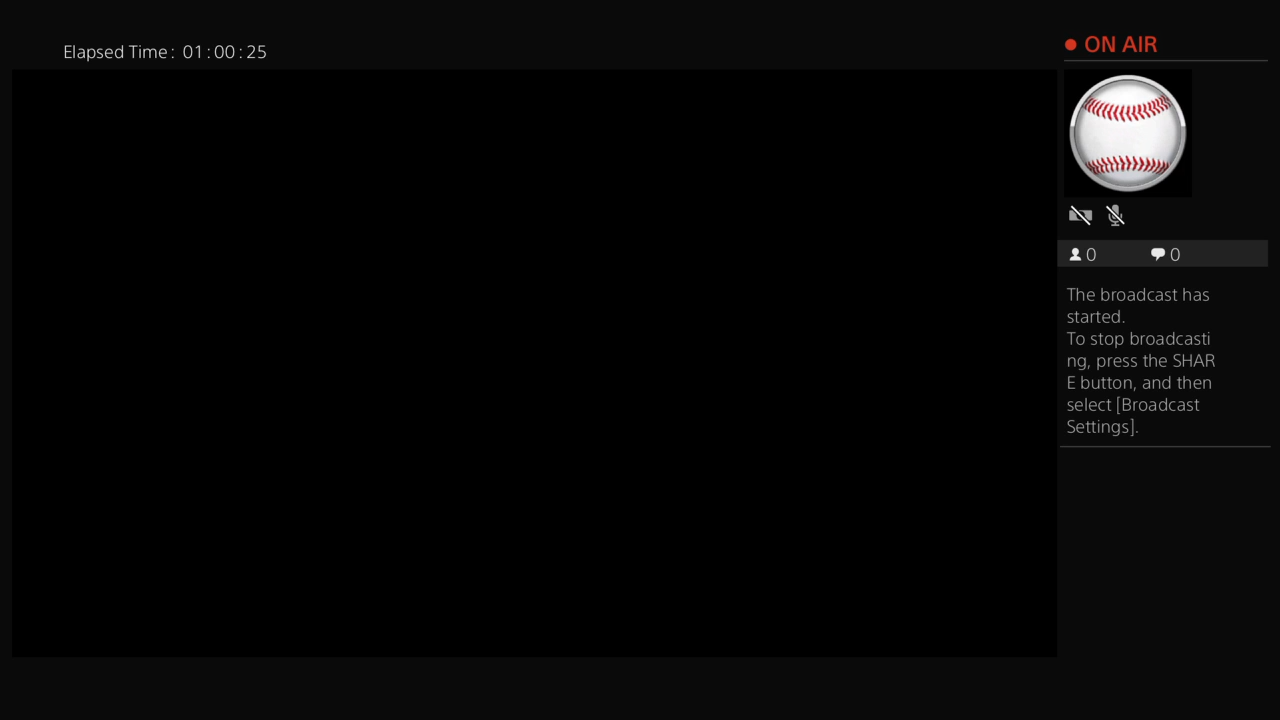 Elapsed Time: 01:00:25
ON AIR
0 0
The broadcast has
started.
To stop broadcasti
ng, press the SHAR
E button, and then
select [Broadcast
Settings].